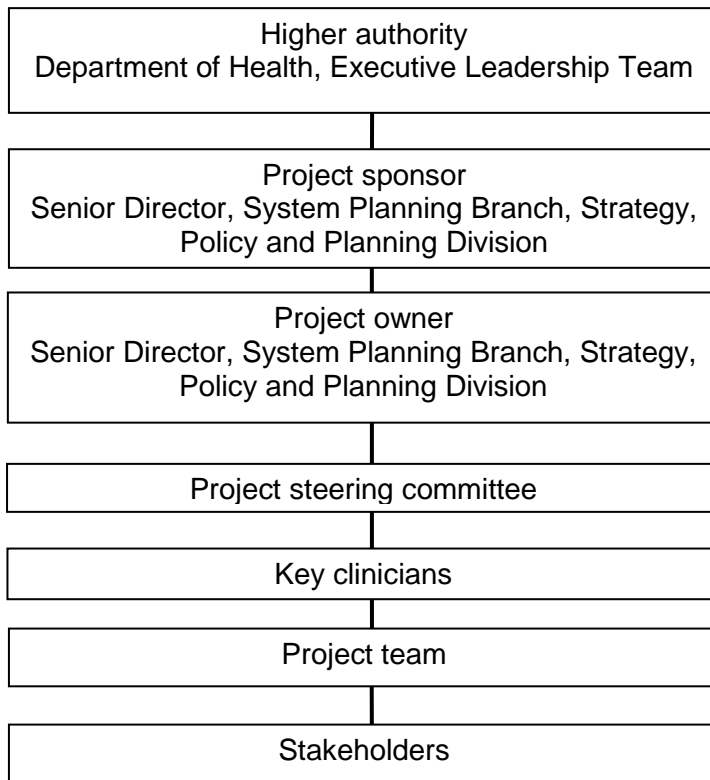 Higher authority
Department of Health, Executive Leadership Team
Project sponsor
Senior Director, System Planning Branch, Strategy,
Policy and Planning Division
Project owner
Senior Director, System Planning Branch, Strategy,
Policy and Planning Division
Project steering committee
Key clinicians
Project team
Stakeholders